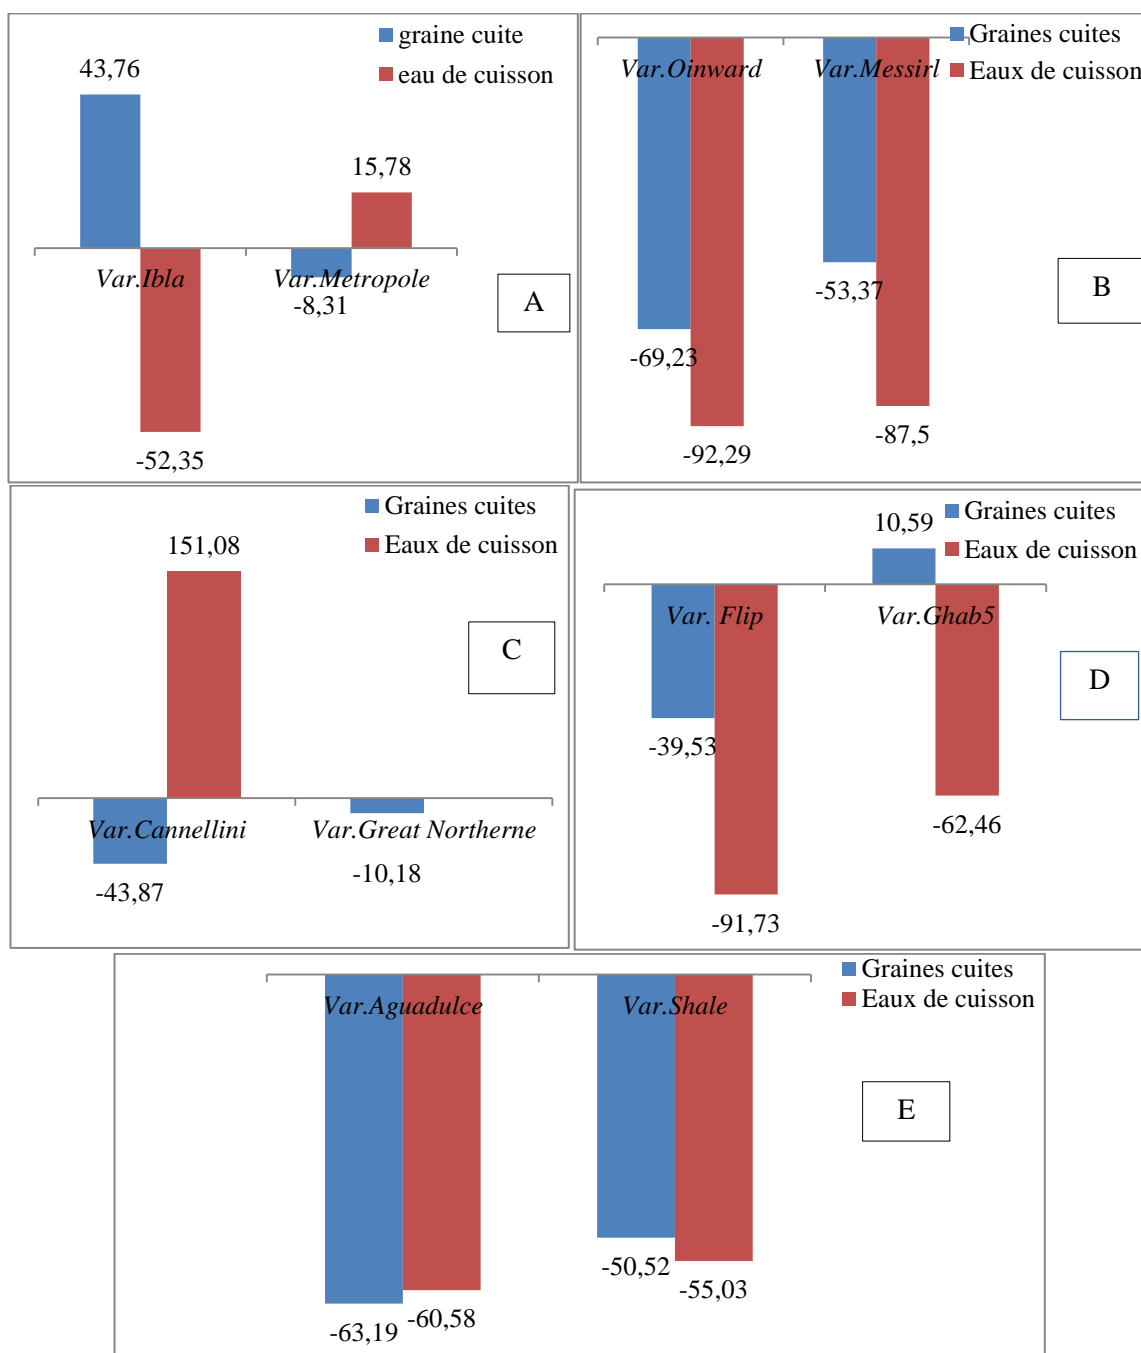 graine cuite
eau de cuisson
43,76
15,78
Var.Ibla
Var.Metropole
-8,31
-52,35
A
Graines cuites
Eaux de cuisson
Var.Oinward
Var.Messirl
-53,37
-69,23
-87,5
-92,29
B
Graines cuites
Eaux de cuisson
151,08
Var.Cannellini
Var.Great Northerne
-43,87
-10,18
C
Graines cuites
Eaux de cuisson
10,59
Var. Flip
Var.Ghab5
-39,53
-62,46
-91,73
D
Graines cuites
Eaux de cuisson
Var.Aguadulce
Var.Shale
-50,52
-55,03
-63,19
-60,58
E